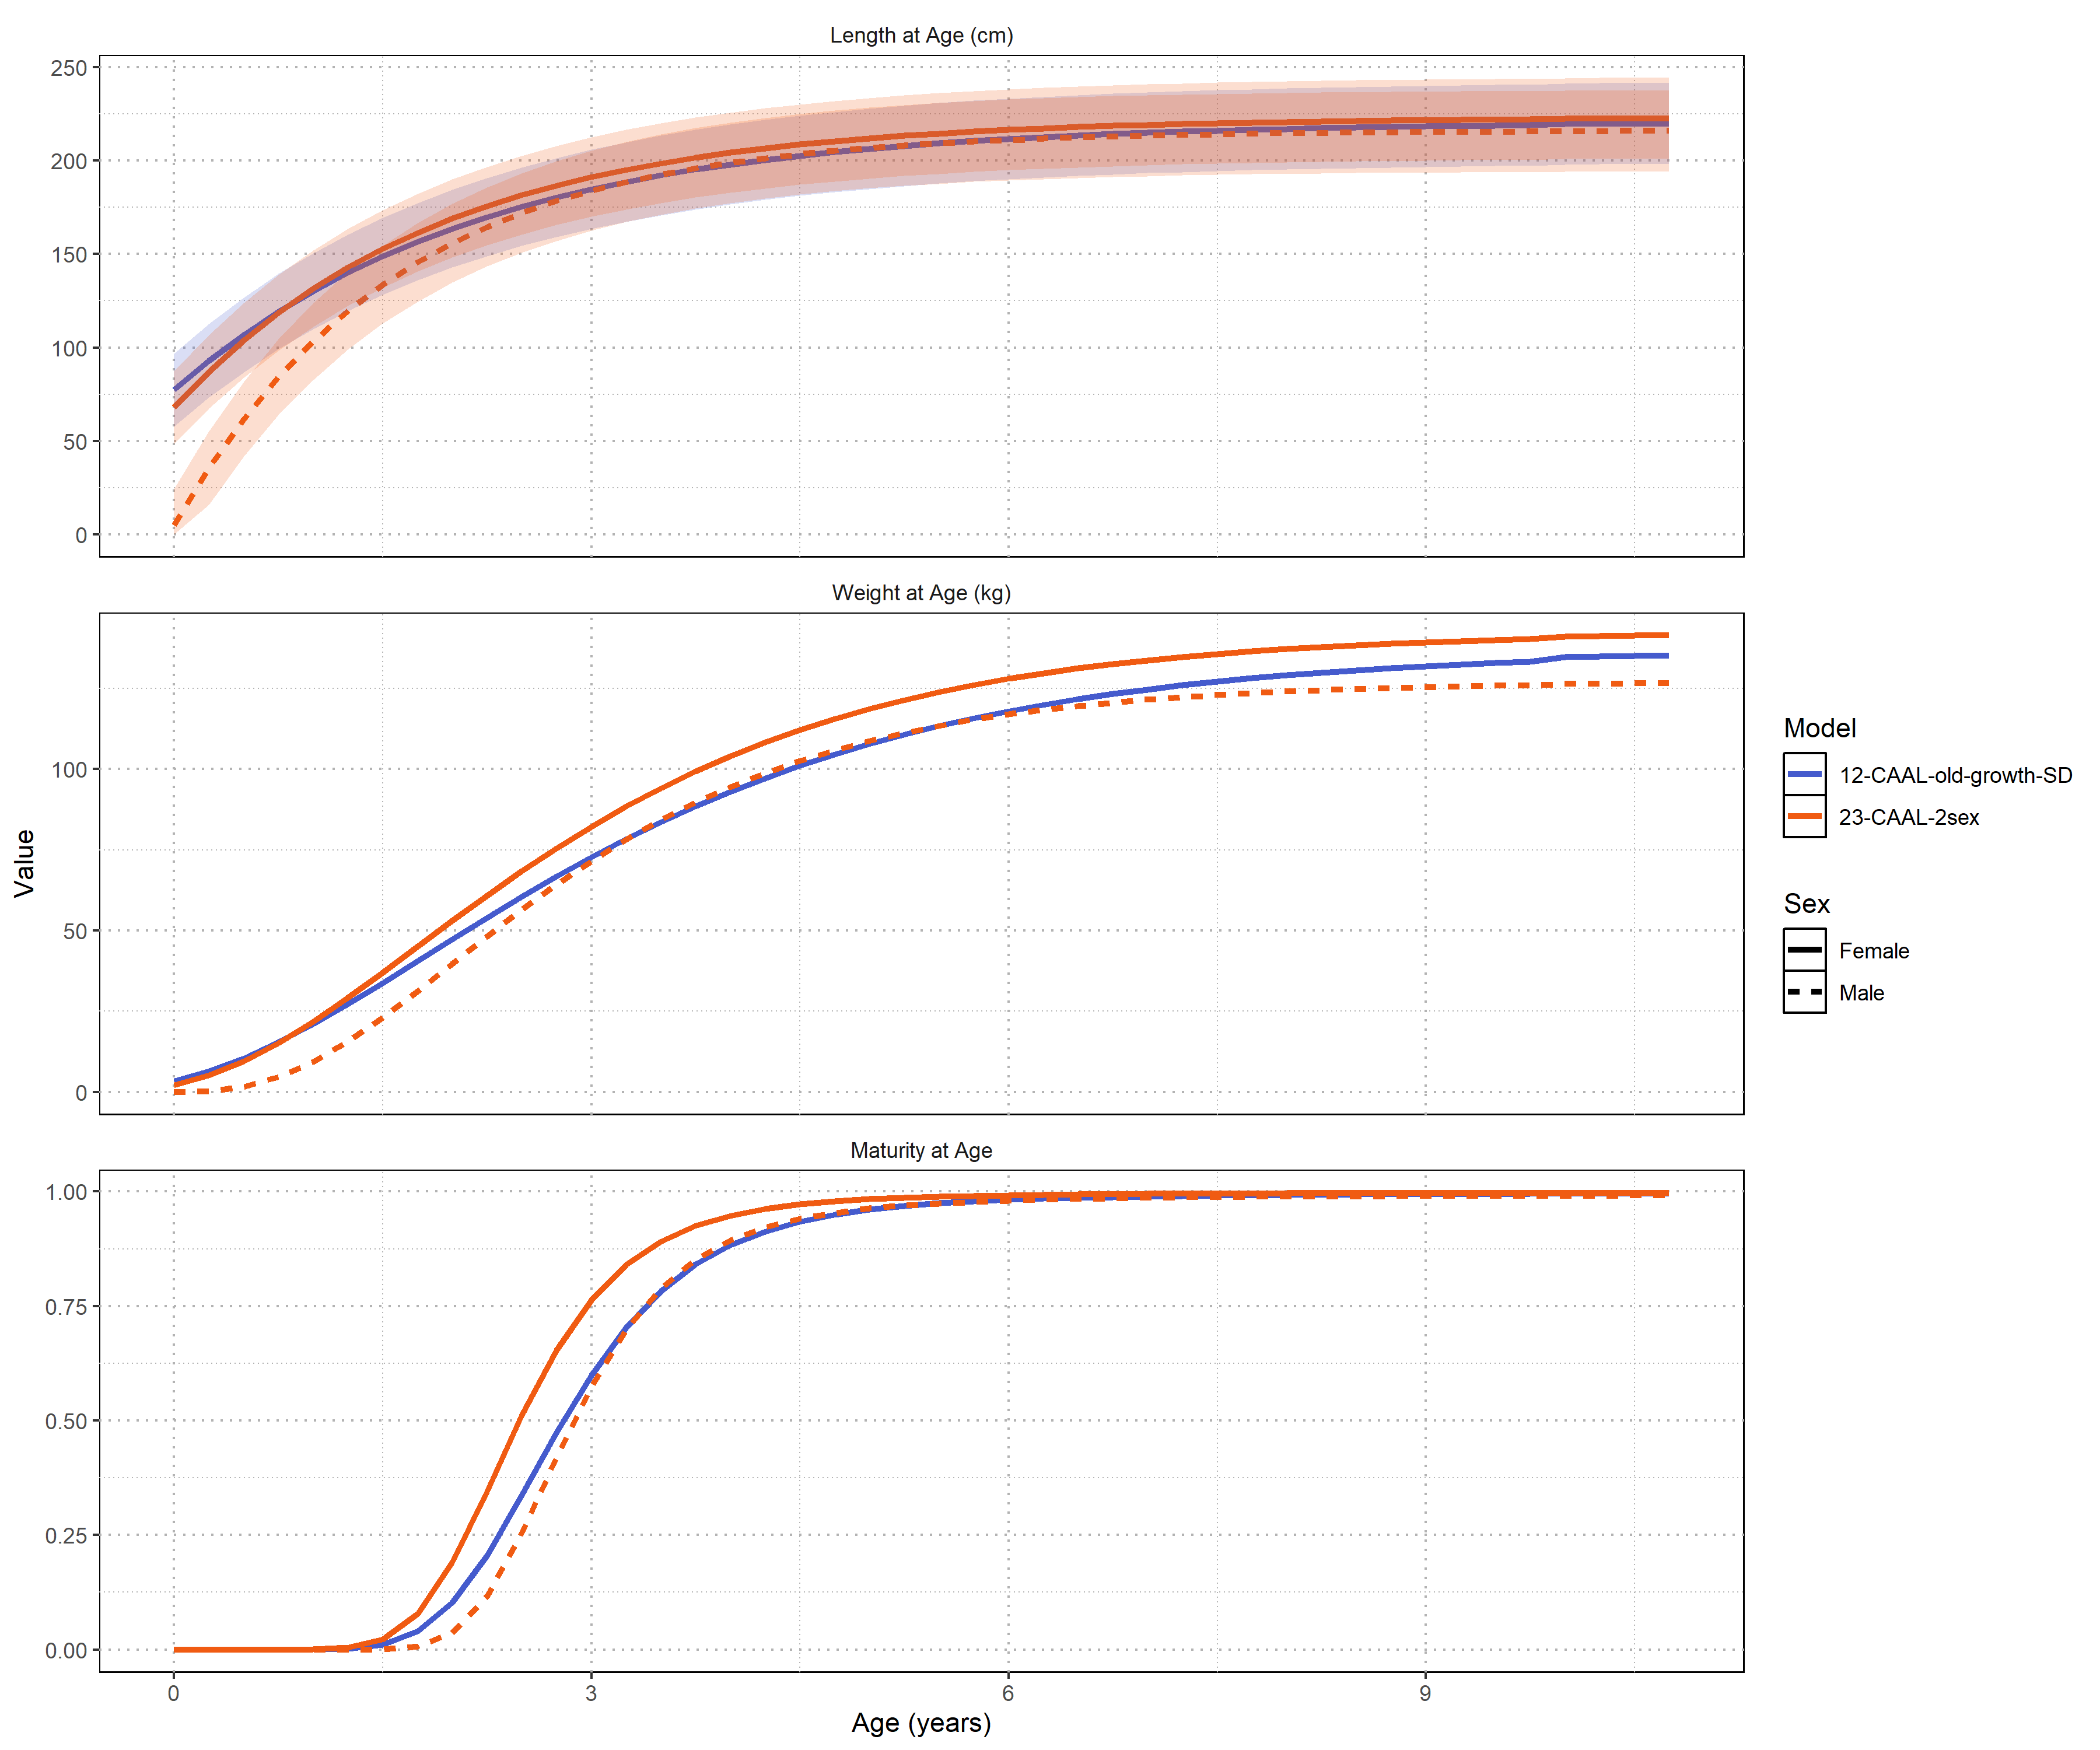 Length at Age (cm)
250
200
150
100
50
0
Weight at Age (kg)
100
50
0
Maturity at Age
1.00
0.75
0.50
0.25
0.00
0
3
6
9
Age (years)
Value
Model
12-CAAL-old-growth-SD
23-CAAL-2sex
Sex
Female
Male